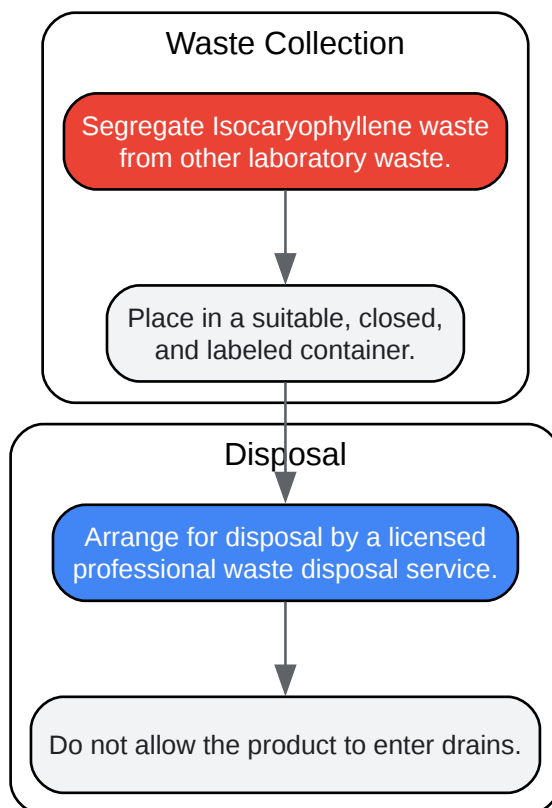 Waste Collection
Segregate Isocaryophyllene waste
from other laboratory waste.
Place in a suitable, closed,
and labeled container.
Disposal
Arrange for disposal by a licensed
professional waste disposal service.
Do not allow the product to enter drains.